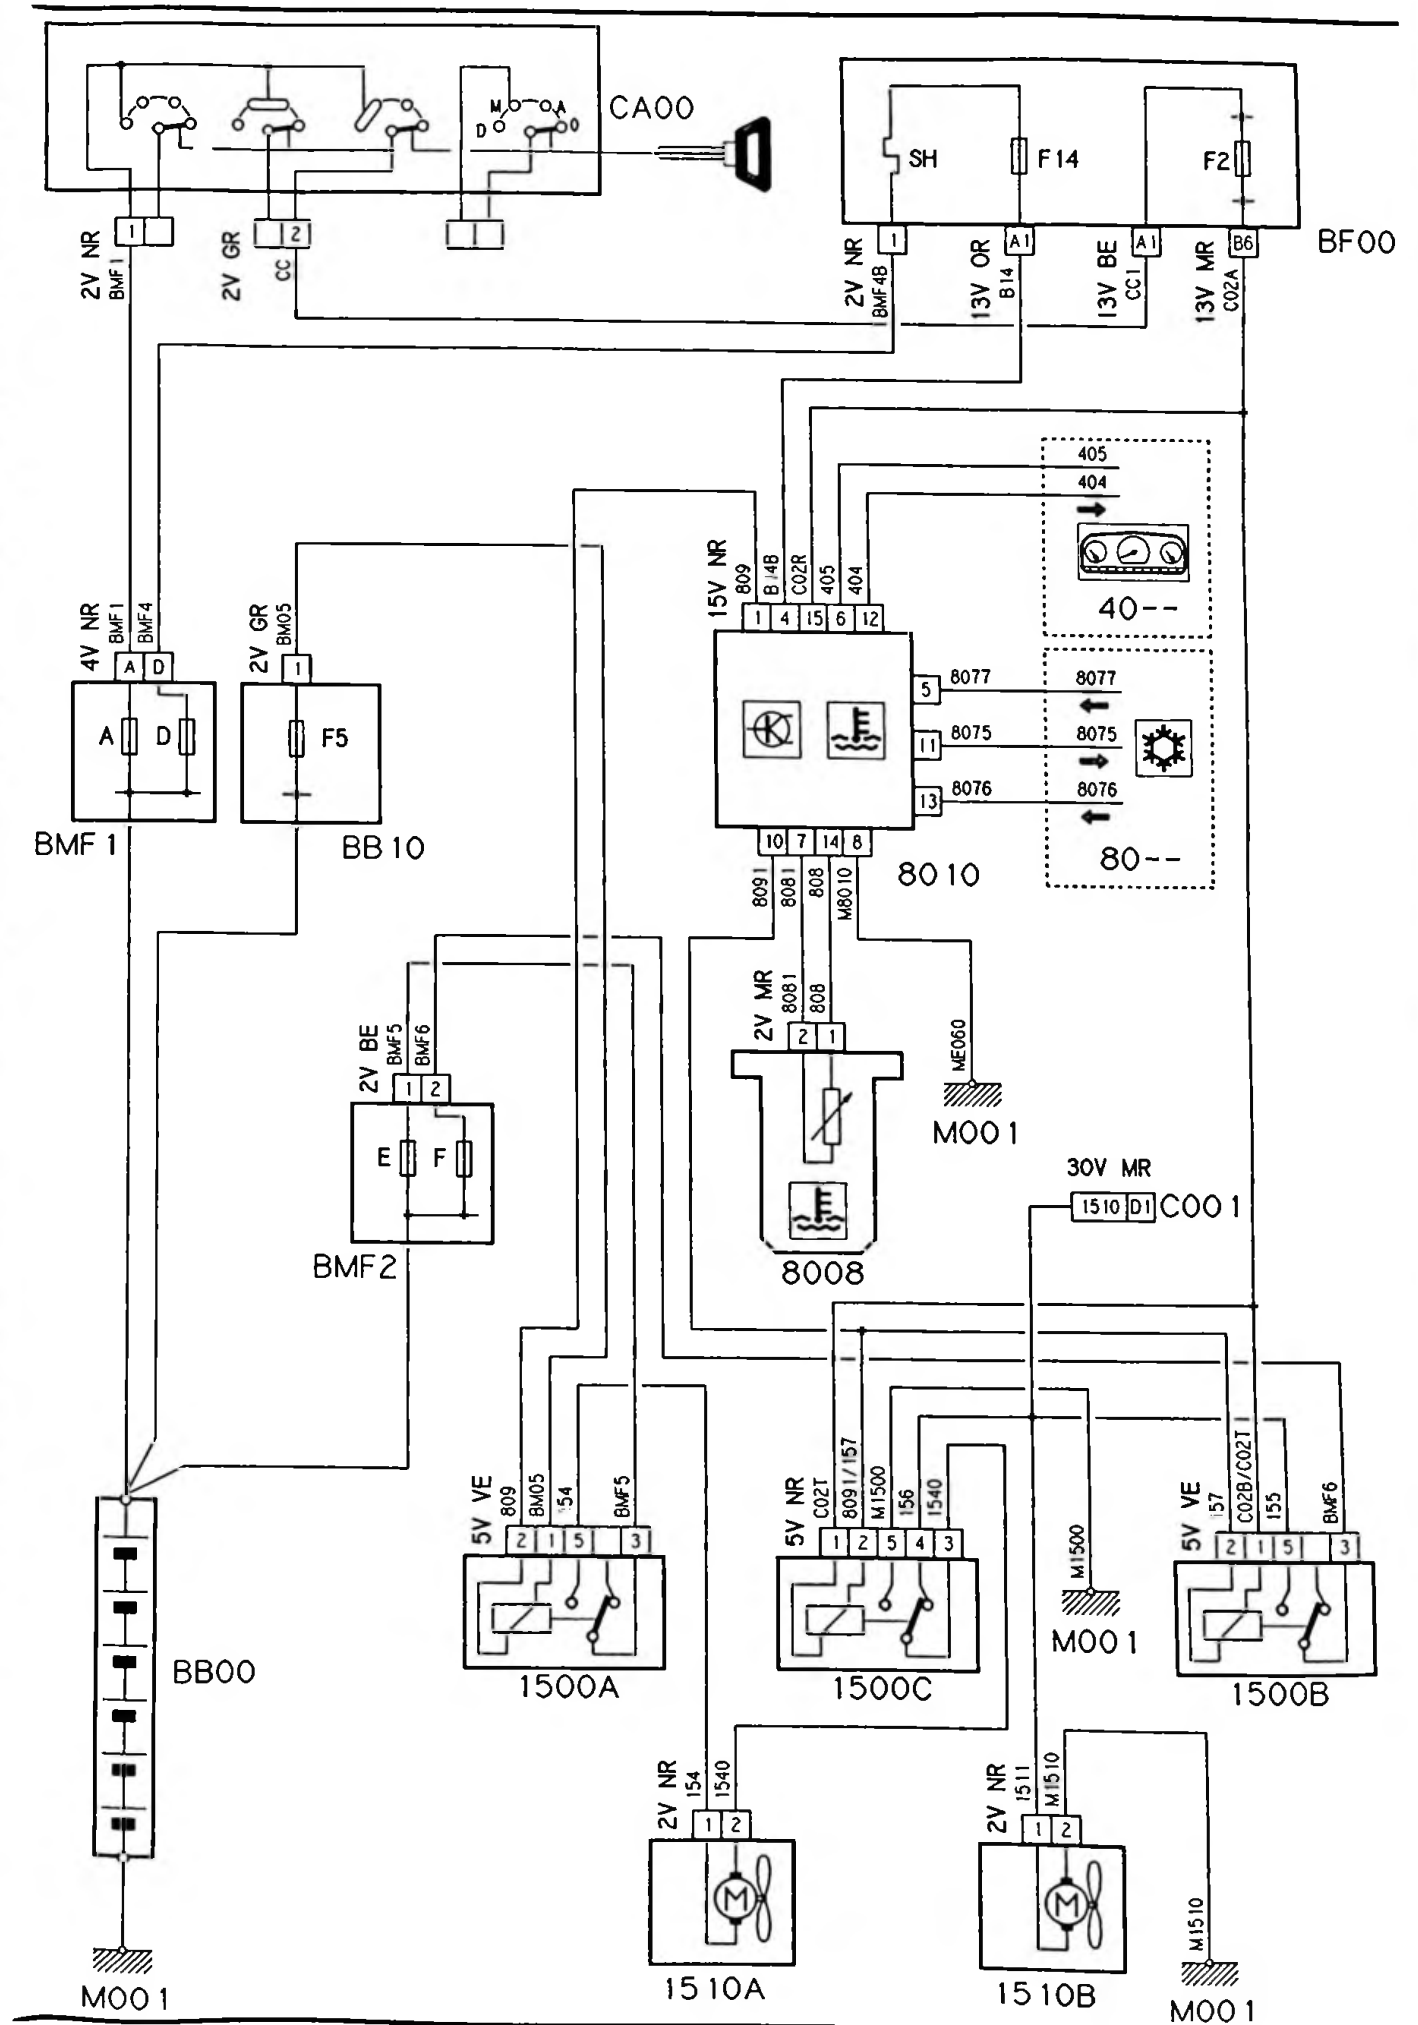 CA00
M
A
D
O
SH
F14
F2
BF00
1
2
1
A1
A1
B6
2V NR
BMF1
2V GR
CC
2V NR
BMF4B
13V OR
B14
13V BE
CC1
13V MR
C02A
405
404
40--
15V NR
809
B14B
C02R
405
404
1
4
15
6
12
4V NR
BMF1
BMF4
2V GR
BM05
A
D
1
A
D
F5
BMF1
BB10
5
8077
8077
11
8075
8075
13
8076
8076
80--
10
7
14
8
8010
8091
8081
808
M8010
2V MR
8081
808
2
1
ME060
M001
8008
2V BE
BMF5
BMF6
1
2
E
F
BMF2
30V MR
1510
D1
C001
5V VE
809
BM05
154
BMF5
2
1
5
3
1500A
5V NR
C02T
8091/157
M1500
156
1540
1
2
5
4
3
1500C
M1500
M001
5V VE
157
C02B/C02T
155
BMF6
2
1
5
3
1500B
BB00
M001
2V NR
154
1540
1
2
M
1510A
2V NR
1511
M1510
1
2
M
1510B
M1510
M001